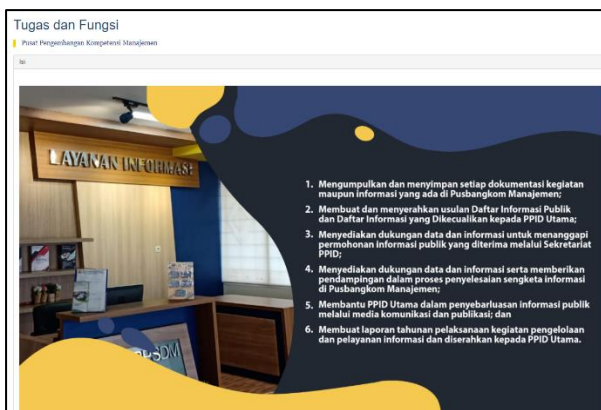 Tugas dan Fungsi
Pusat Pengembangan Kompetensi Manajemen
LAYANAN INFORMASI
1. Mengumpulkan dan menyimpan setiap dokumentasi kegiatan
maupun informasi yang ada di Pusbangkom Manajemen;
2. Membuat dan menyerahkan usulan Daftar Informasi Publik
dan Daftar Informasi yang Dikecualikan kepada PPID Utama;
3. Menyediakan dukungan data dan informasi untuk menanggapi
permohonan informasi publik yang diterima melalui Sekretariat
PPID;
4. Menyediakan dukungan data dan informasi serta memberikan
pendampingan dalam proses penyelesaian sengketa informasi
di Pusbangkom Manajemen;
5. Membantu PPID Utama dalam penyebarluasan informasi publik
melalui media komunikasi dan publikasi; dan
6. Membuat laporan tahunan pelaksanaan kegiatan pengelolaan
dan pelayanan informasi dan diserahkan kepada PPID Utama.